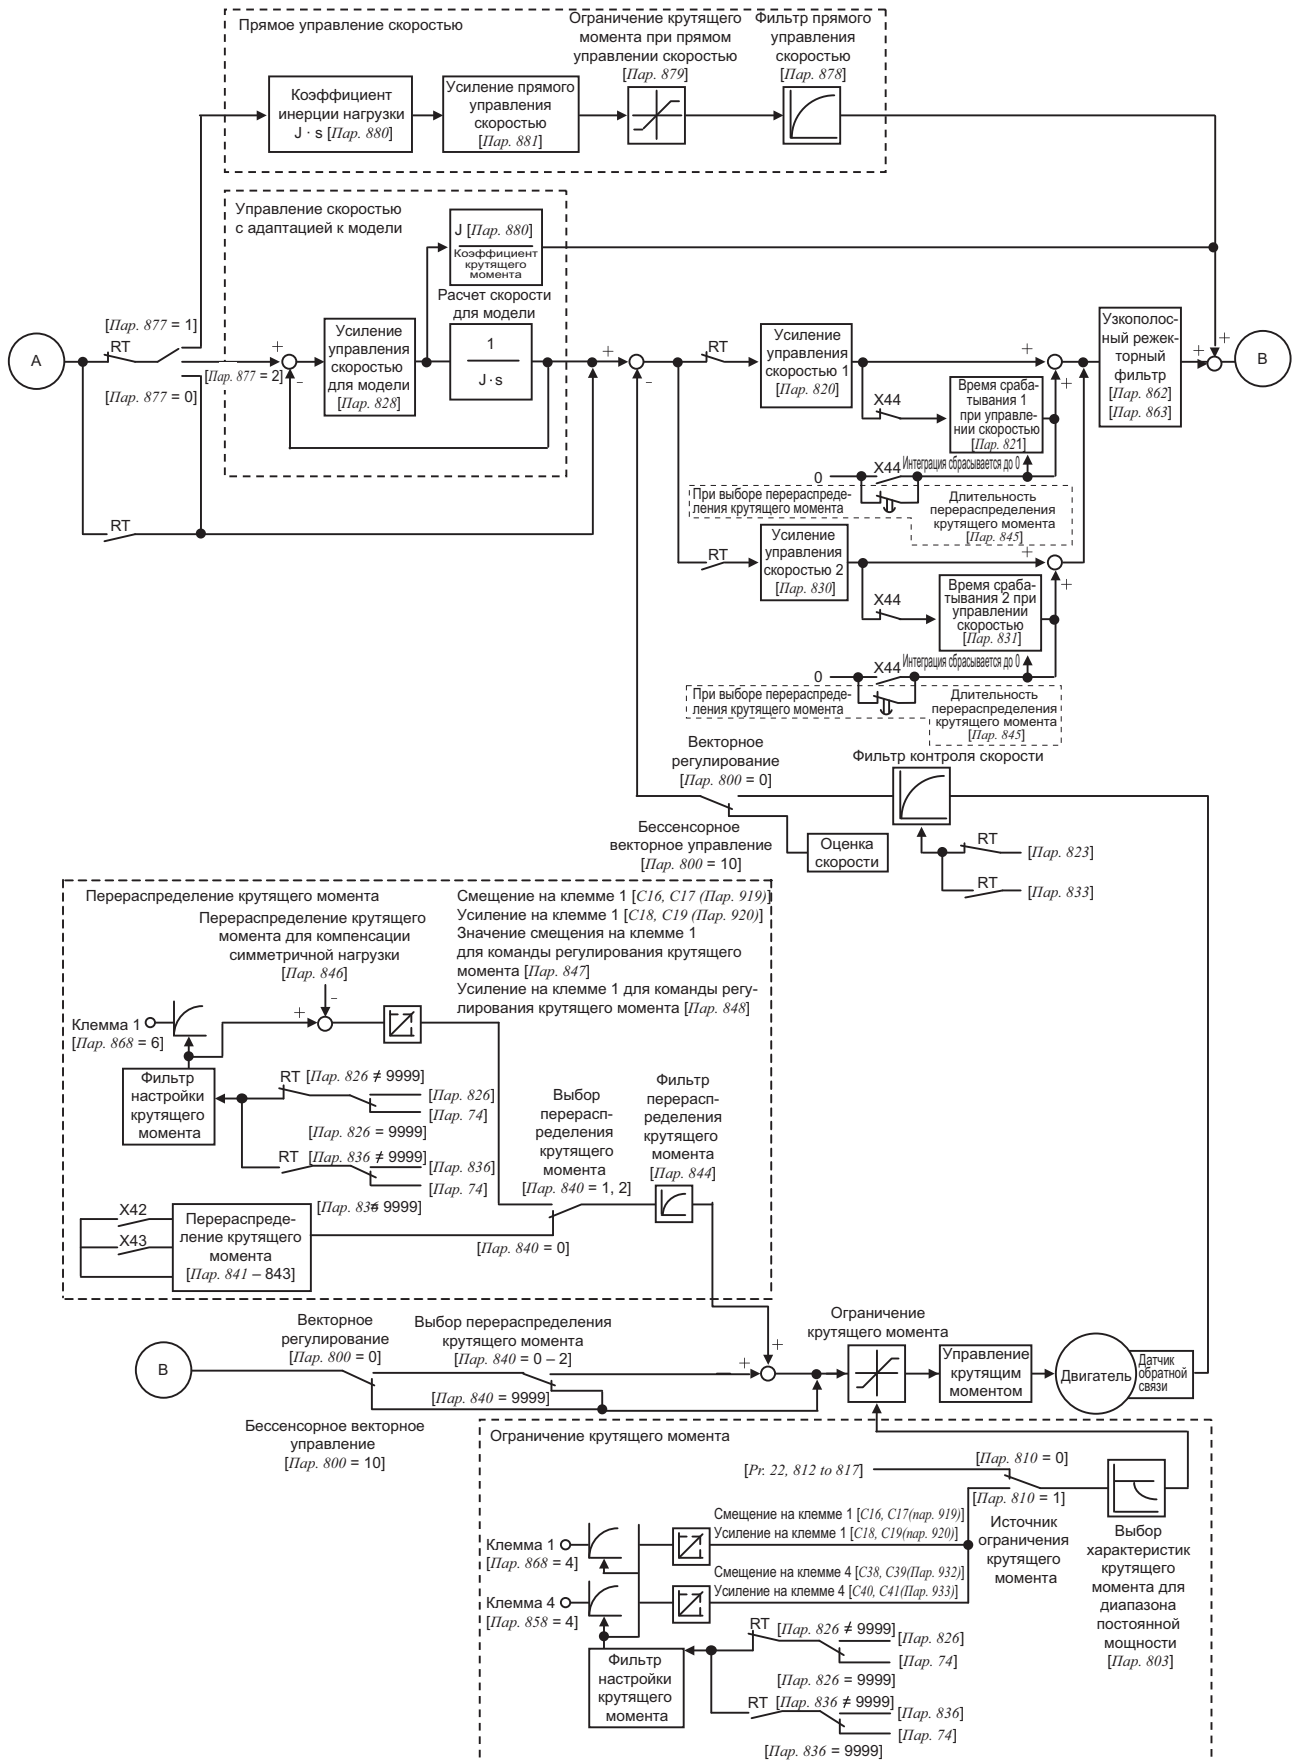 Прямое управление скоростью
Ограничение крутящего
момента при прямом
управлении скоростью
[Пар. 879]
Фильтр прямого
управления
скоростью
[Пар. 878]
Коэффициент
инерции нагрузки
J · s [Пар. 880]
Усиление прямого
управления
скоростью
[Пар. 881]
Управление скоростью
с адаптацией к модели
J [Пар. 880]
Коэффициент
крутящего
момента
Расчет скорости
для модели
A
[Пар. 877 = 1]
RT
[Пар. 877 = 2]
[Пар. 877 = 0]
RT
+
-
Усиление
управления
скоростью
для модели
[Пар. 828]
1
J·s
+
-
RT
Усиление
управления
скоростью 1
[Пар. 820]
X44
Время сраба-
тывания 1
при управле-
нии скоростью
[Пар. 821]
+
+
Узкополос-
ный режек-
торный
фильтр
[Пар. 862]
[Пар. 863]
+
+
B
0
X44
Интеграция сбрасывается до 0
При выборе перераспреде-
ления крутящего момента
Длительность
перераспределения
крутящего момента
[Пар. 845]
RT
Усиление
управления
скоростью 2
[Пар. 830]
X44
Время сраба-
тывания 2 при
управлении
скоростью
[Пар. 831]
+
+
0
X44
Интеграция сбрасывается до 0
При выборе перераспреде-
ления крутящего момента
Длительность
перераспределения
крутящего момента
[Пар. 845]
Векторное
регулирование
[Пар. 800 = 0]
Фильтр контроля скорости
Бессенсорное
векторное управление
[Пар. 800 = 10]
Оценка
скорости
RT
[Пар. 823]
RT
[Пар. 833]
Перераспределение крутящего момента
Перераспределение крутящего
момента для компенсации
симметричной нагрузки
[Пар. 846]
Смещение на клемме 1 [C16, C17 (Пар. 919)]
Усиление на клемме 1 [C18, C19 (Пар. 920)]
Значение смещения на клемме 1
для команды регулирования крутящего
момента [Пар. 847]
Усиление на клемме 1 для команды регу-
лирования крутящего момента [Пар. 848]
Клемма 1
[Пар. 868 = 6]
+
-
Фильтр
настройки
крутящего
момента
RT [Пар. 826 ≠ 9999]
[Пар. 826]
[Пар. 74]
[Пар. 826 = 9999]
RT [Пар. 836 ≠ 9999]
[Пар. 836]
[Пар. 74]
[Пар. 836 = 9999]
Выбор
перерасп-
ределения
крутящего
момента
[Пар. 840 = 1, 2]
Фильтр
перерасп-
ределения
крутящего
момента
[Пар. 844]
X42
X43
Перераспреде-
ление крутящего
момента
[Пар. 841 – 843]
[Пар. 840 = 0]
B
Векторное
регулирование
[Пар. 800 = 0]
Выбор перераспределения
крутящего момента
[Пар. 840 = 0 – 2]
[Пар. 840 = 9999]
Бессенсорное векторное
управление
[Пар. 800 = 10]
+
+
Ограничение
крутящего момента
Управление
крутящим
моментом
Двигатель
Датчик
обратной
связи
Ограничение крутящего момента
[Pr. 22, 812 to 817]
[Пар. 810 = 0]
[Пар. 810 = 1]
Источник
ограничения
крутящего
момента
Выбор
характеристик
крутящего
момента для
диапазона
постоянной
мощности
[Пар. 803]
Клемма 1
[Пар. 868 = 4]
Смещение на клемме 1 [C16, C17(пар. 919)]
Усиление на клемме 1 [C18, C19(пар. 920)]
Клемма 4
[Пар. 858 = 4]
Смещение на клемме 4 [C38, C39(Пар. 932)]
Усиление на клемме 4 [C40, C41(Пар. 933)]
Фильтр
настройки
крутящего
момента
RT [Пар. 826 ≠ 9999]
[Пар. 826]
[Пар. 74]
[Пар. 826 = 9999]
RT [Пар. 836 ≠ 9999]
[Пар. 836]
[Пар. 74]
[Пар. 836 = 9999]